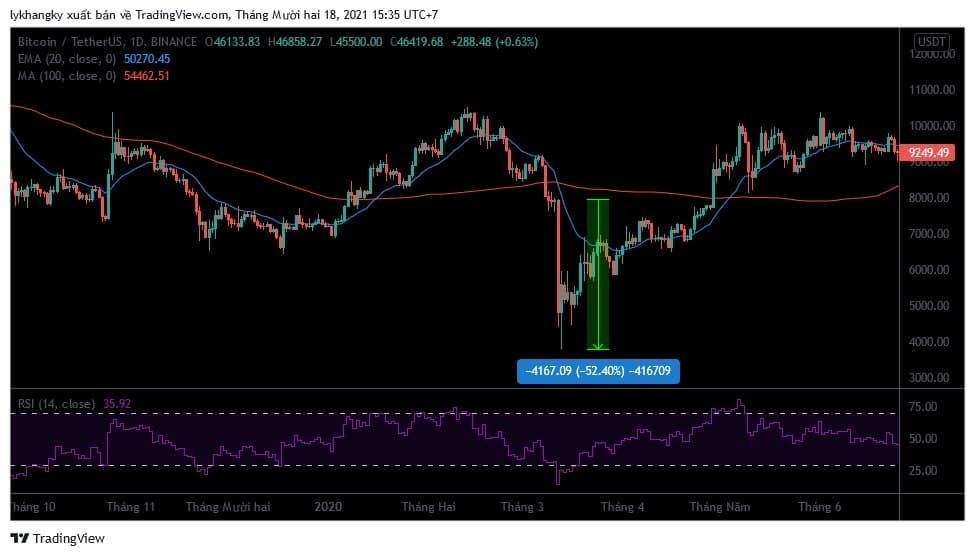 lykhangky xuất bản về TradingView.com, Tháng Mười hai 18, 2021 15:35 UTC+7
Bitcoin / TetherUS, 1D, BINANCE O46133.83 H46858.27 L45500.00 C46419.68 +288.48 (+0.63%)
USDT
EMA (20, close, 0) 50270.45
12000.00
MA (100, close, 0) 54462.51
11000.00
10000.00
9249.49
9000.00
8000.00
7000.00
6000.00
5000.00
4000.00
−4167.09 (−52.40%) −416709
3000.00
RSI (14, close) 35.92
75.00
50.00
25.00
Tháng 10 Tháng 11 Tháng Mười hai 2020 Tháng Hai Tháng 3 Tháng 4 Tháng Năm Tháng 6
TradingView